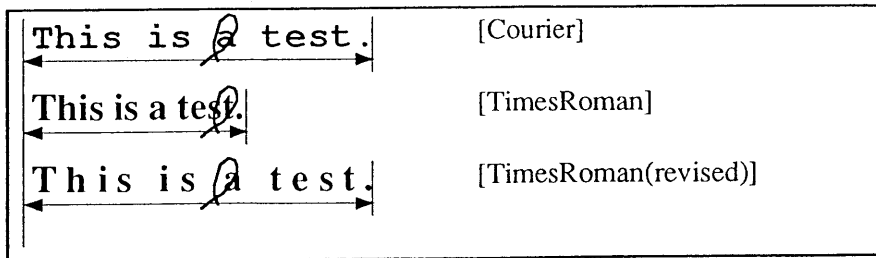 This is a test. [Courier]
This is a test. [TimesRoman]
This is a test. [TimesRoman(revised)]